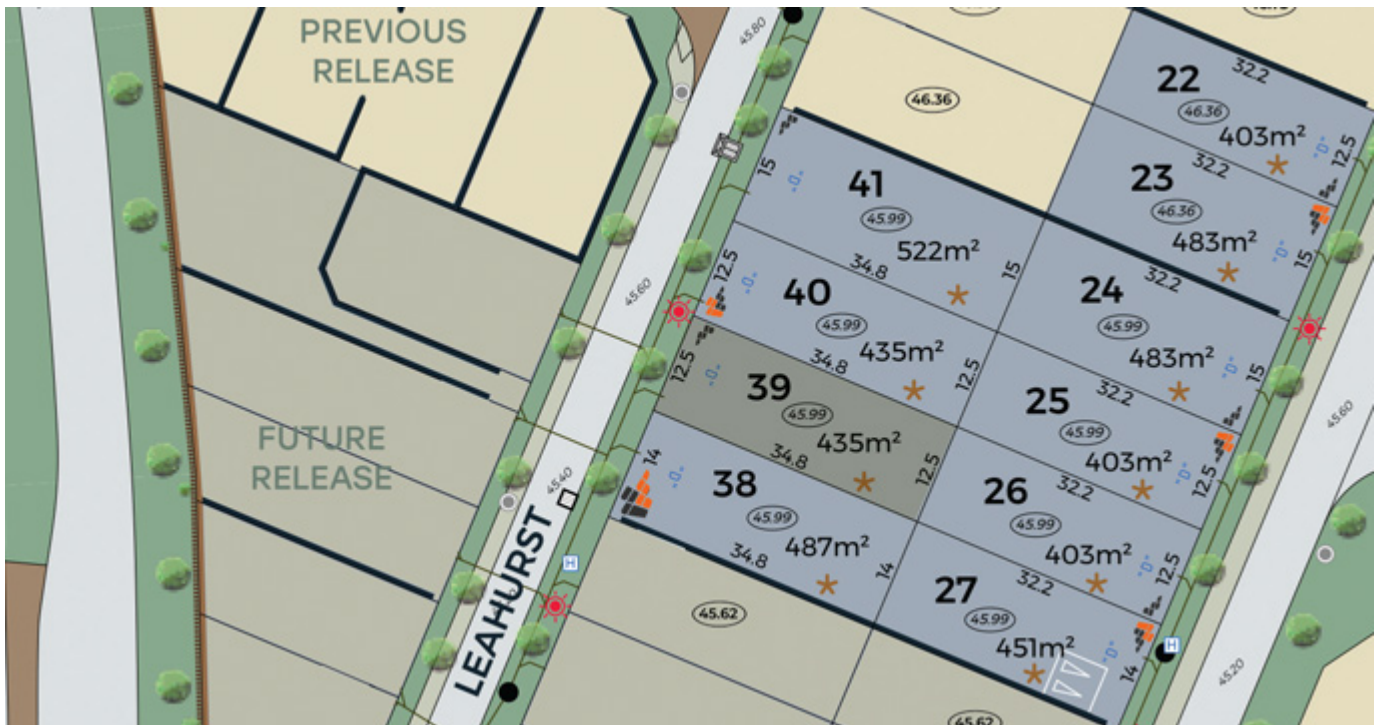 PREVIOUS
RELEASE
45.80
22
32.2
46.36
46.36
403m²
12.5
"D"
32.2
23
46.36
483m²
15
"D"
41
45.99
522m²
15
15
"D"
34.8
32.2
24
45.99
483m²
15
"D"
45.60
12.5
"D"
40
45.99
435m²
12.5
34.8
32.2
25
45.99
403m²
12.5
"D"
45.60
12.5
"D"
39
45.99
435m²
12.5
34.8
32.2
26
45.99
403m²
12.5
"D"
FUTURE
RELEASE
45.40
14
"D"
38
45.99
487m²
14
34.8
32.2
27
45.99
451m²
14
"D"
H
H
LEAHURST
45.62
45.20
45.62